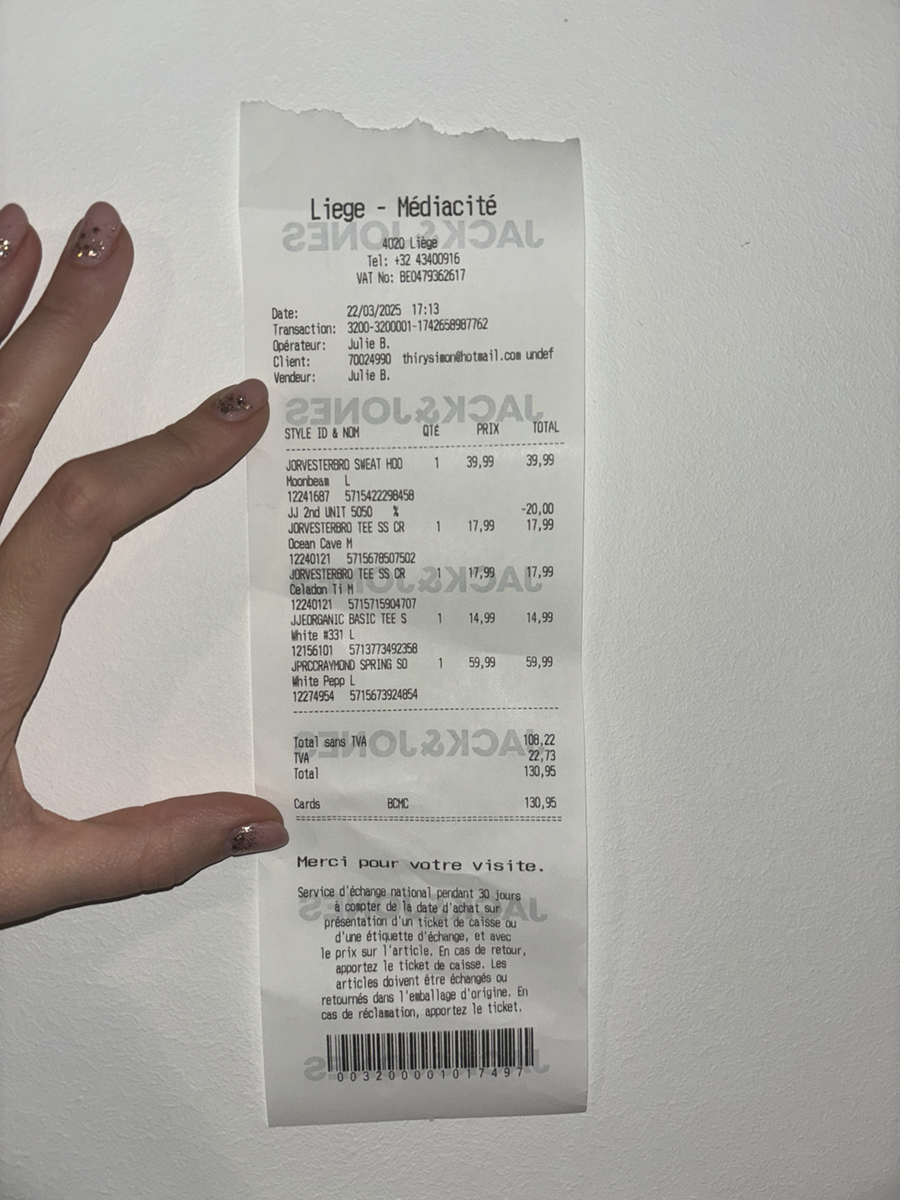 Liege - Médiacité
JACK&JONES
4020 Liège
Tel: +32 43400916
VAT No: BE0479362617
Date: 22/03/2025 17:13
Transaction: 3200-3200001-1742658987762
Opérateur: Julie B.
Client: 70024990 thirysimon@hotmail.com undef
Vendeur: Julie B.
JACK&JONES
STYLE ID & NOM QTÉ PRIX TOTAL
JORVESTERBRO SWEAT HOO 1 39,99 39,99
Moonbeam L
12241687 5715422298458
JJ 2nd UNIT 5050 % -20,00
JORVESTERBRO TEE SS CR 1 17,99 17,99
Ocean Cave M
12240121 5715678507502
JORVESTERBRO TEE SS CR 1 17,99 17,99
JACK&JONES
Celadon Ti M
12240121 5715715904707
JJEORGANIC BASIC TEE S 1 14,99 14,99
White #331 L
12156101 5713773492358
JPRCCRAYMOND SPRING SO 1 59,99 59,99
White Pepp L
12274954 5715673924854
Total sans TVA 108,22
JACK&JONES
TVA 22,73
Total 130,95
Cards BCMC 130,95
Merci pour votre visite.
Service d'échange national pendant 30 jours
à compter de la date d'achat sur
JACK&JONES
présentation d'un ticket de caisse ou
d'une étiquette d'échange, et avec
le prix sur l'article. En cas de retour,
apportez le ticket de caisse. Les
articles doivent être échangés ou
retournés dans l'emballage d'origine. En
cas de réclamation, apportez le ticket.
003200001017497